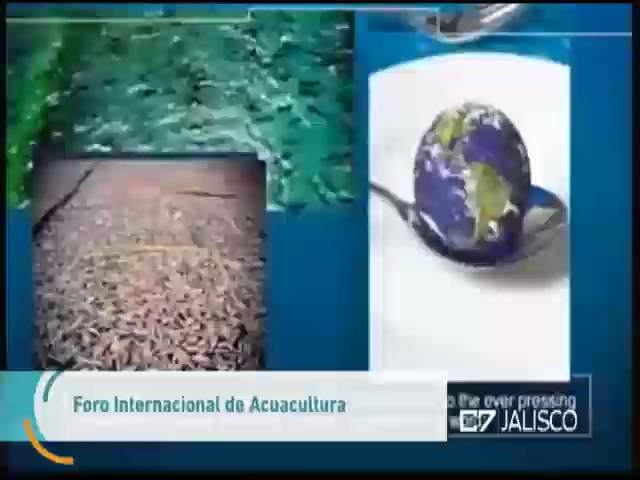 Foro Internacional de Acuacultura
the ever pressing
C7 JALISCO